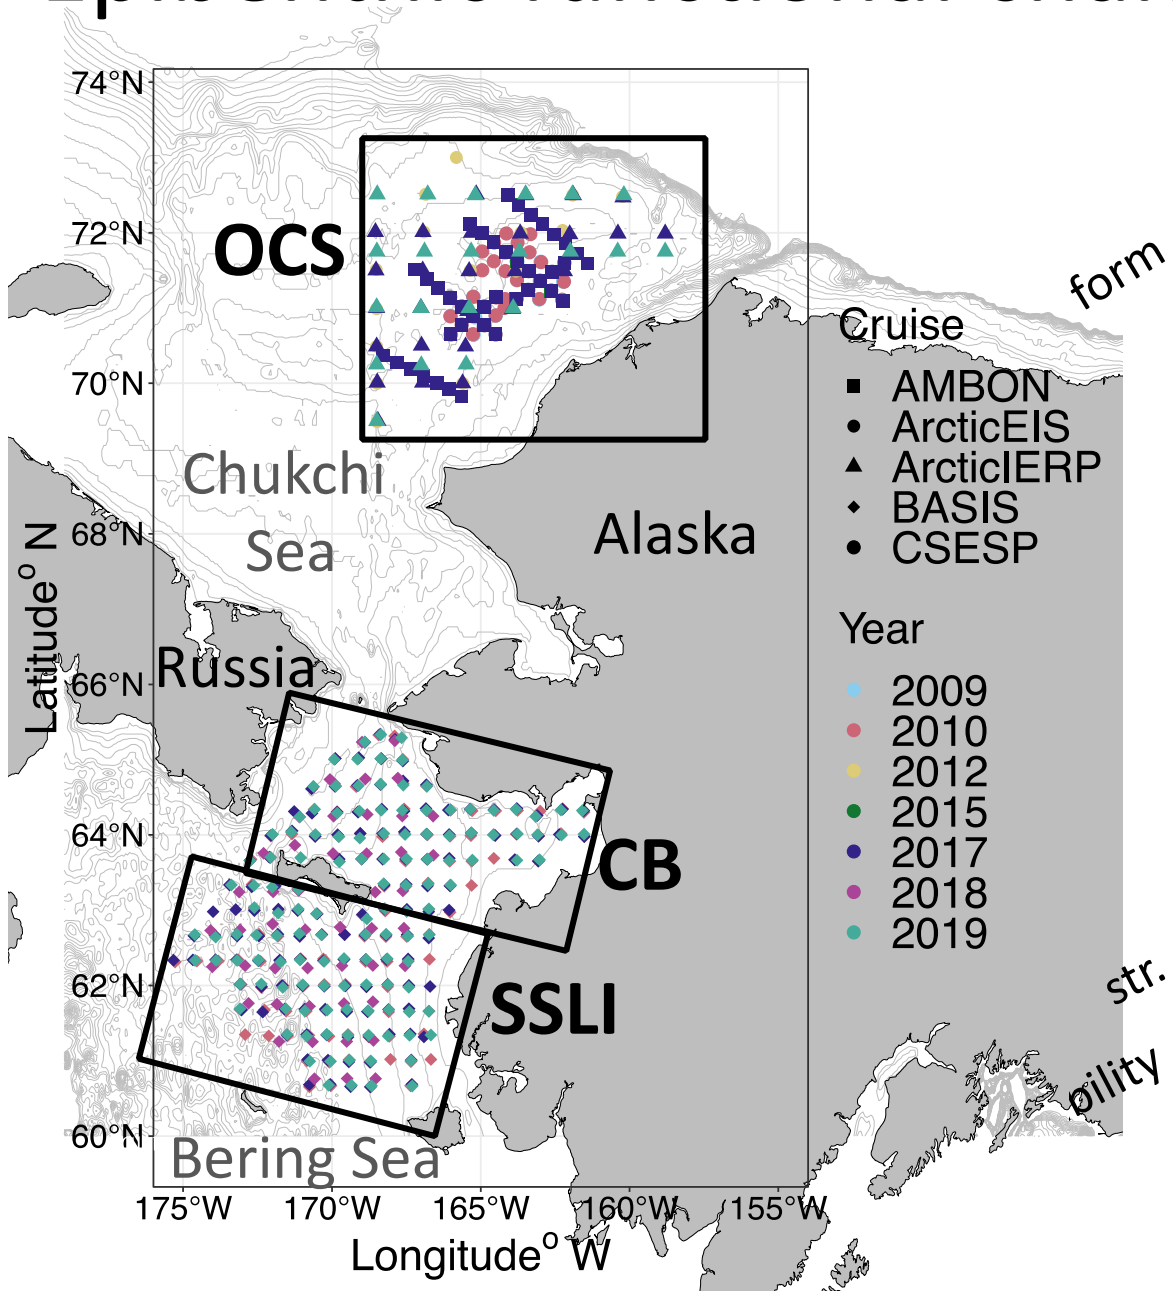 74°N
72°N
70°N
68°N
66°N
64°N
62°N
60°N
Latitude° N
OCS
Chukchi
Sea
Alaska
Russia
CB
SSLI
Bering Sea
175°W
170°W
165°W
160°W
155°W
Longitude° W
form
Cruise
AMBON
ArcticEIS
ArcticIERP
BASIS
CSESP
Year
2009
2010
2012
2015
2017
2018
2019
str.